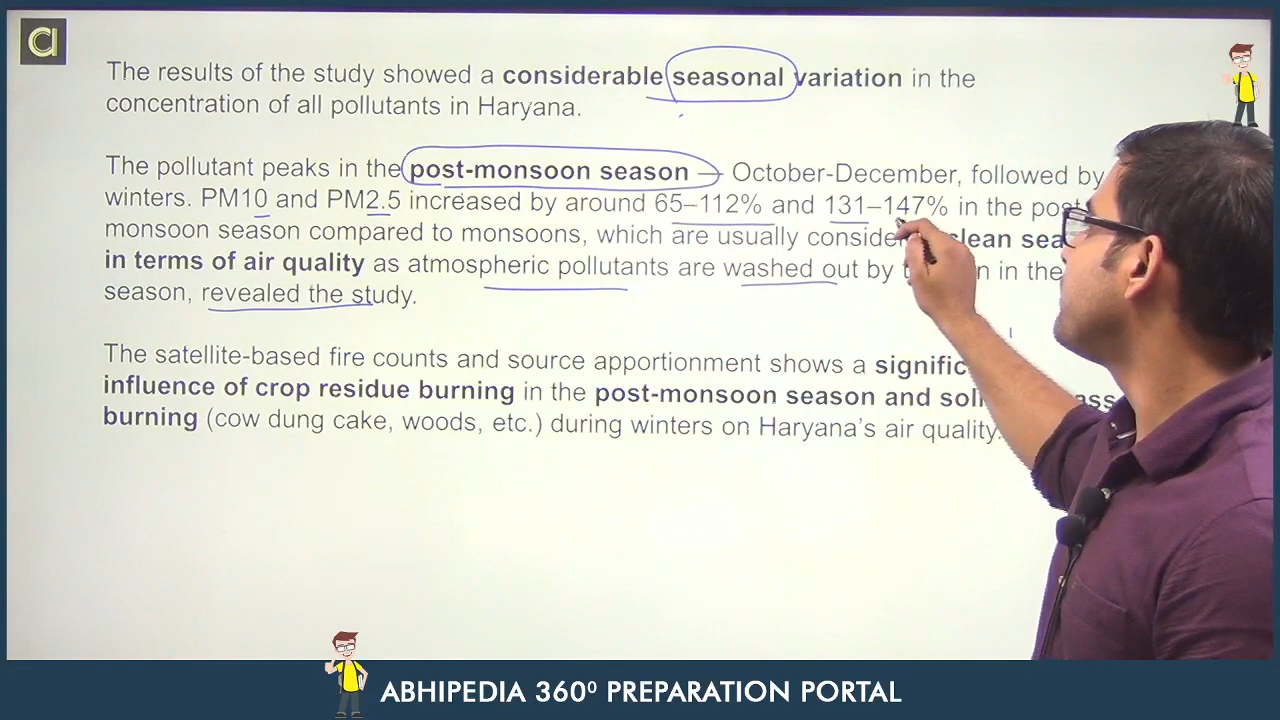 The results of the study showed a considerable seasonal variation in the
concentration of all pollutants in Haryana.
The pollutant peaks in the post-monsoon season — October-December, followed by
winters. PM10 and PM2.5 increased by around 65–112% and 131–147% in the post
monsoon season compared to monsoons, which are usually clean
in terms of air quality as atmospheric pollutants are washed out by in the
season, revealed the study.
The satellite-based fire counts and source apportionment shows a
influence of crop residue burning in the post-monsoon season and
burning (cow dung cake, woods, etc.) during winters on Haryana's air quality.
ABHIPEDIA 360⁰ PREPARATION PORTAL